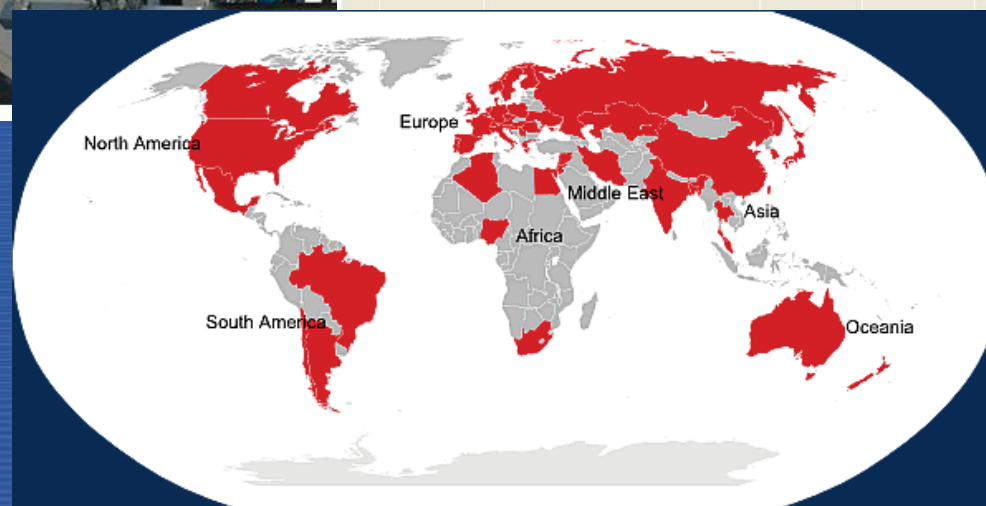 North America
Europe
Middle East
Asia
Africa
South America
Oceania